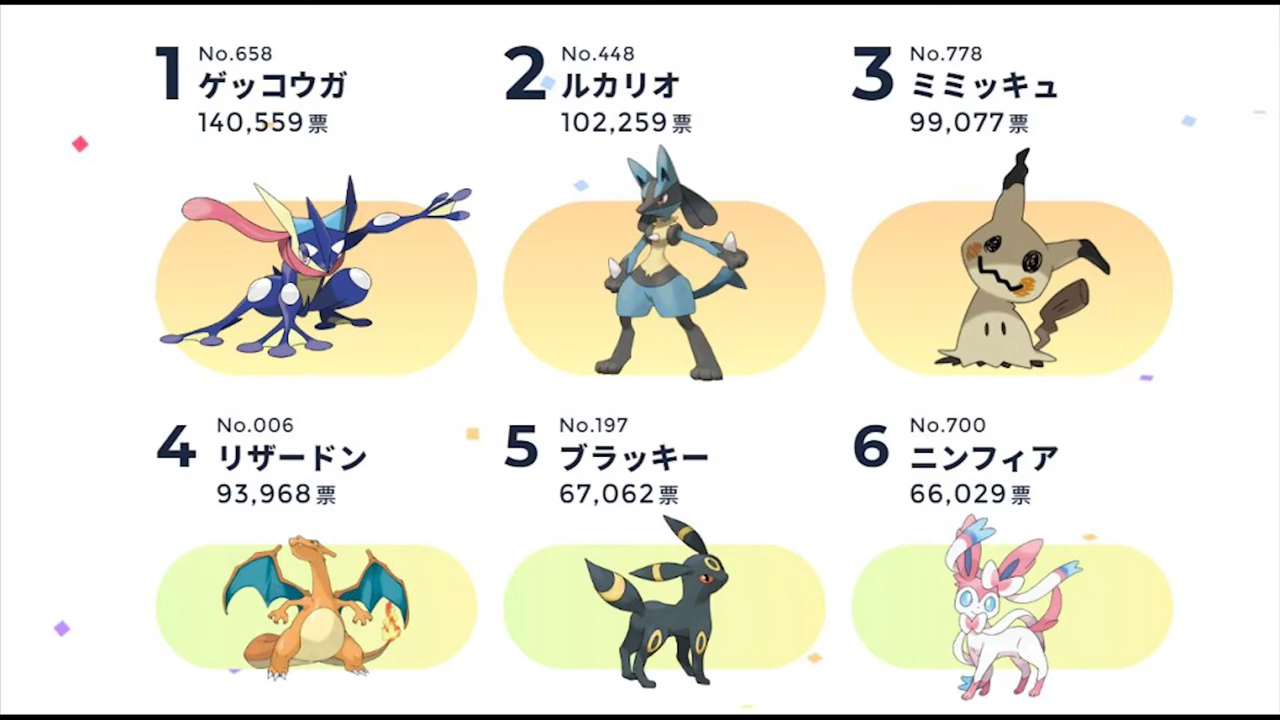 1
No.658
ゲッコウガ
140,559票
2
No.448
ルカリオ
102,259票
3
No.778
ミミッキュ
99,077票
4
No.006
リザードン
93,968票
5
No.197
ブラッキー
67,062票
6
No.700
ニンフィア
66,029票